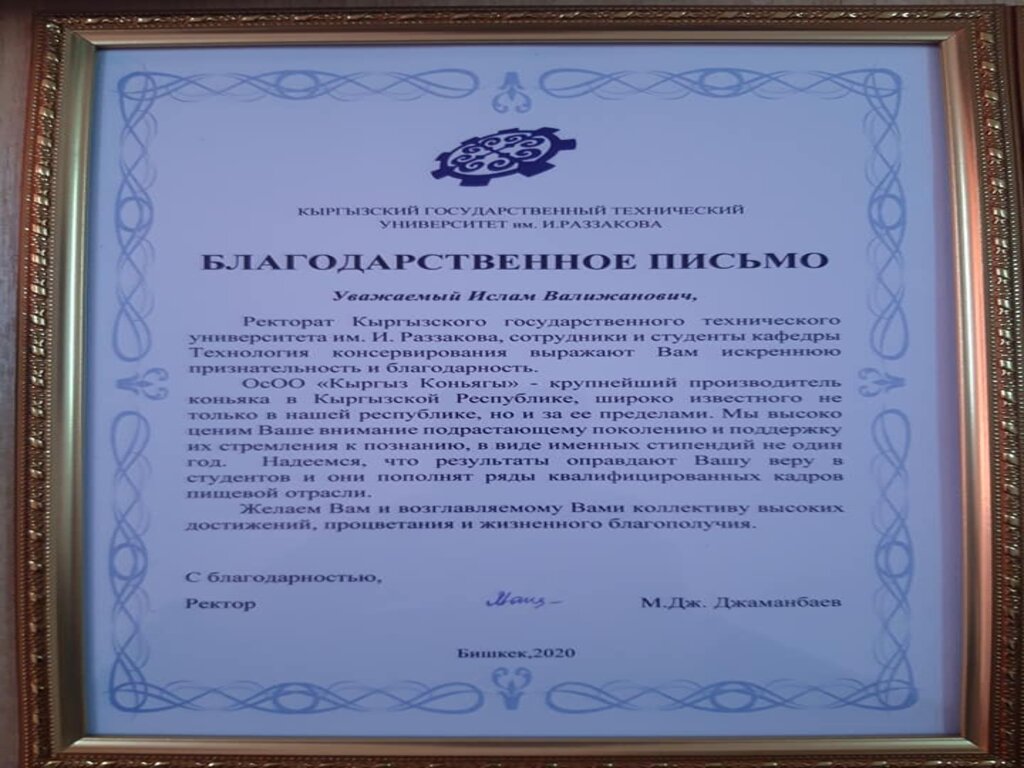 КЫРГЫЗСКИЙ ГОСУДАРСТВЕННЫЙ ТЕХНИЧЕСКИЙ
УНИВЕРСИТЕТ им. И.РАЗЗАКОВА
БЛАГОДАРСТВЕННОЕ ПИСЬМО
Уважаемый Ислам Валижанович,
Ректорат Кыргызского государственного технического
университета им. И. Раззакова, сотрудники и студенты кафедры
Технология консервирования выражают Вам искреннюю
признательность и благодарность.
ОсОО «Кыргыз Коньягы» - крупнейший производитель
коньяка в Кыргызской Республике, широко известного не
только в нашей республике, но и за ее пределами. Мы высоко
ценим Ваше внимание подрастающему поколению и поддержку
их стремления к познанию, в виде именных стипендий не один
год. Надеемся, что результаты оправдают Вашу веру в
студентов и они пополнят ряды квалифицированных кадров
пищевой отрасли.
Желаем Вам и возглавляемому Вами коллективу высоких
достижений, процветания и жизненного благополучия.
С благодарностью,
Ректор М.Дж. Джаманбаев
Бишкек,2020